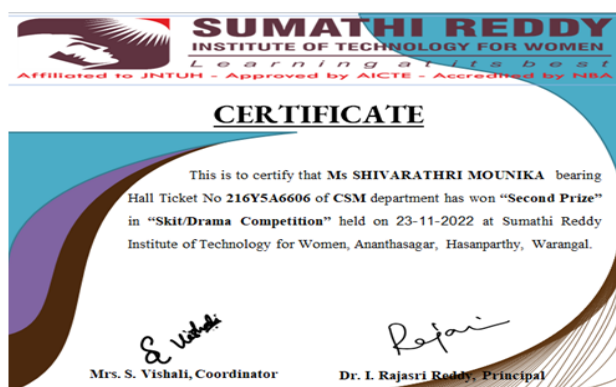 SUMATHI REDDY
INSTITUTE OF TECHNOLOGY FOR WOMEN
Learning at its best
Affiliated to JNTUH - Approved by AICTE - Accredited by NBA
CERTIFICATE
This is to certify that Ms SHIVARATHRI MOUNIKA bearing
Hall Ticket No 216Y5A6606 of CSM department has won “Second Prize”
in “Skit/Drama Competition” held on 23-11-2022 at Sumathi Reddy
Institute of Technology for Women, Ananthasagar, Hasanparthy, Warangal.
S. Vishali
Rajasri
Mrs. S. Vishali, Coordinator
Dr. I. Rajasri Reddy, Principal